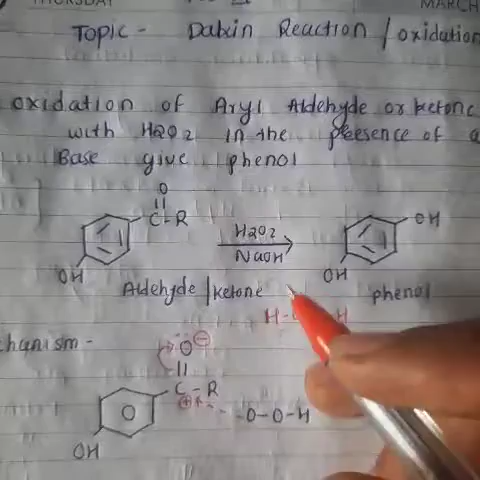 THURSDAY
MARCH
Topic - Dakin Reaction / oxidation
oxidation of Aryl Aldehyde or ketone
with H2O2 in the presence of a
Base give phenol
O
C-R
H2O2
NaOH
OH
OH
OH
Aldehyde / ketone
phenol
H-
H
chanism -
O
C-R
-O-O-H
OH